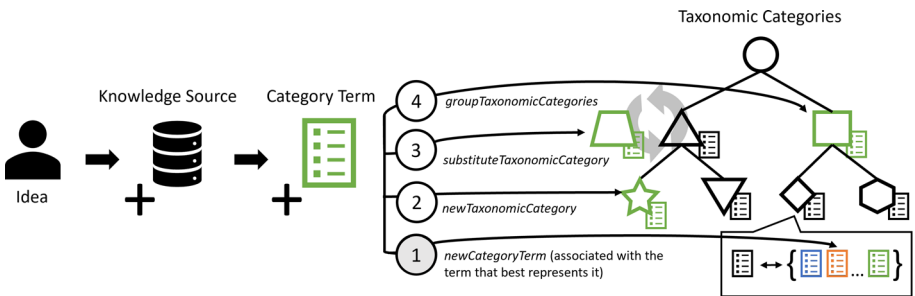 Taxonomic Categories
Knowledge Source
Category Term
Idea
4
groupTaxonomicCategories
3
substituteTaxonomicCategory
2
newTaxonomicCategory
1
newCategoryTerm (associated with the
term that best represents it)
{ ... }